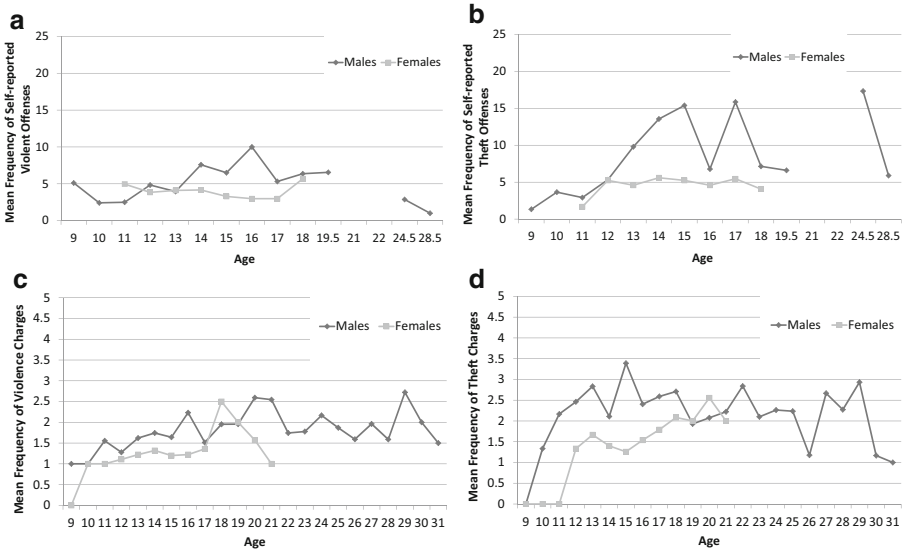 a
Mean Frequency of Self-reported
Violent Offenses
25
20
15
10
5
0
Males Females
9 10 11 12 13 14 15 16 17 18 19.5 21 22 24.5 28.5
Age
b
Mean Frequency of Self-reported
Theft Offenses
25
20
15
10
5
0
Males Females
9 10 11 12 13 14 15 16 17 18 19.5 21 22 24.5 28.5
Age
c
Mean Frequency of Violence Charges
5
4.5
4
3.5
3
2.5
2
1.5
1
0.5
0
Males Females
9 10 11 12 13 14 15 16 17 18 19 20 21 22 23 24 25 26 27 28 29 30 31
Age
d
Mean Frequency of Theft Charges
5
4.5
4
3.5
3
2.5
2
1.5
1
0.5
0
Males Females
9 10 11 12 13 14 15 16 17 18 19 20 21 22 23 24 25 26 27 28 29 30 31
Age